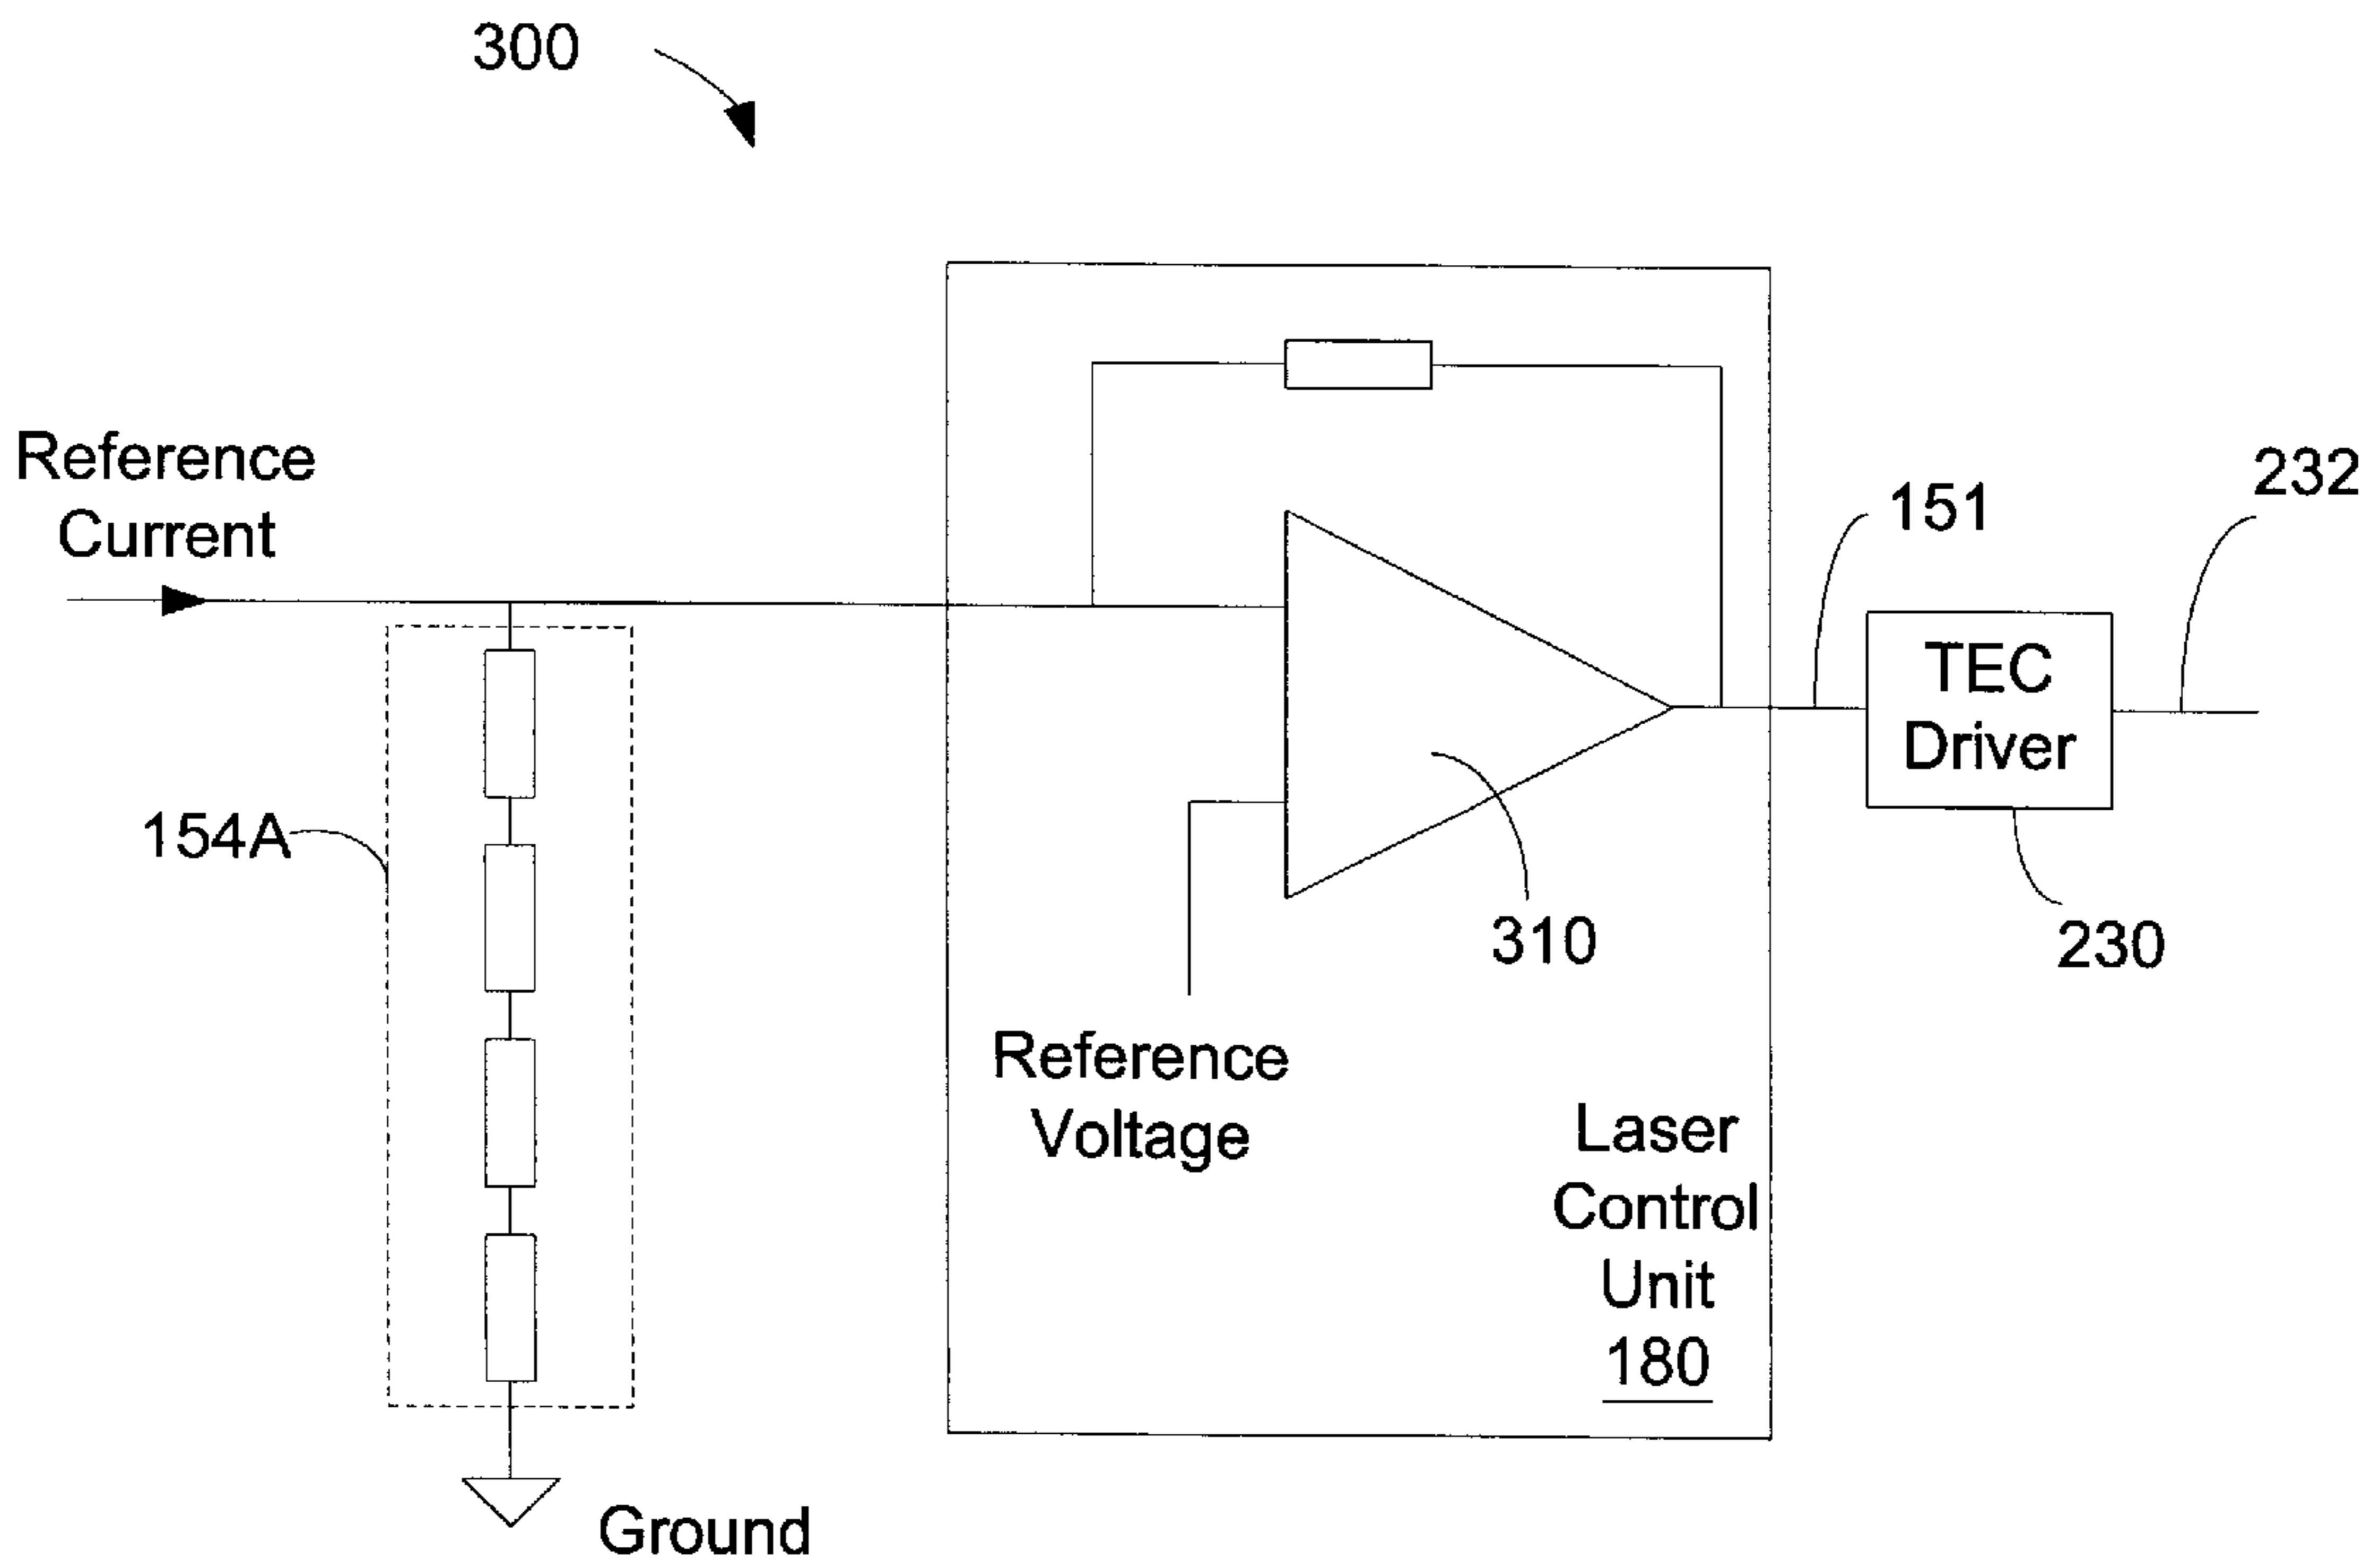 300
Reference
Current
151
232
TEC
Driver
154A
310
230
Reference
Voltage
Laser
Control
Unit
180
Ground